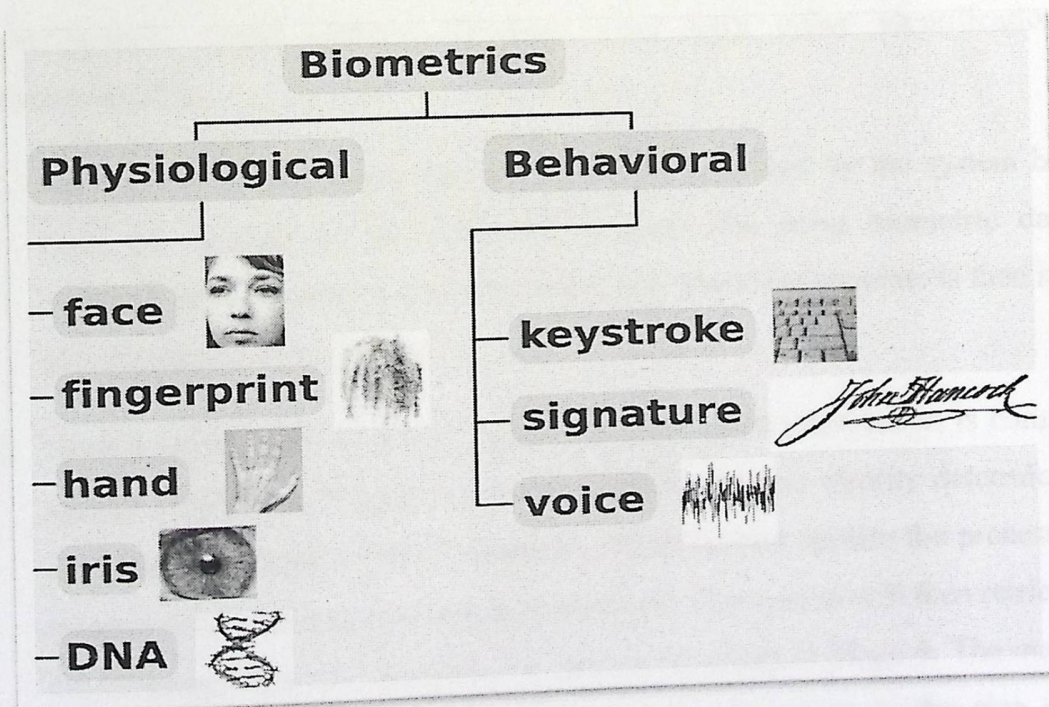 Biometrics
Physiological
face
fingerprint
hand
iris
DNA
Behavioral
keystroke
signature
John Hancock
voice